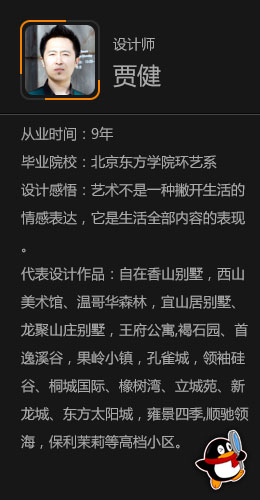 设计师
贾健
从业时间：9年
毕业院校：北京东方学院环艺系
设计感悟：艺术不是一种撇开生活的
情感表达，它是生活全部内容的表现
。
代表设计作品：自在香山别墅，西山
美术馆、温哥华森林，宜山居别墅、
龙聚山庄别墅，王府公寓,褐石园、首
逸溪谷，果岭小镇，孔雀城，领袖硅
谷、桐城国际、橡树湾、立城苑、新
龙城、东方太阳城，雍景四季,顺驰领
海，保利茉莉等高档小区。